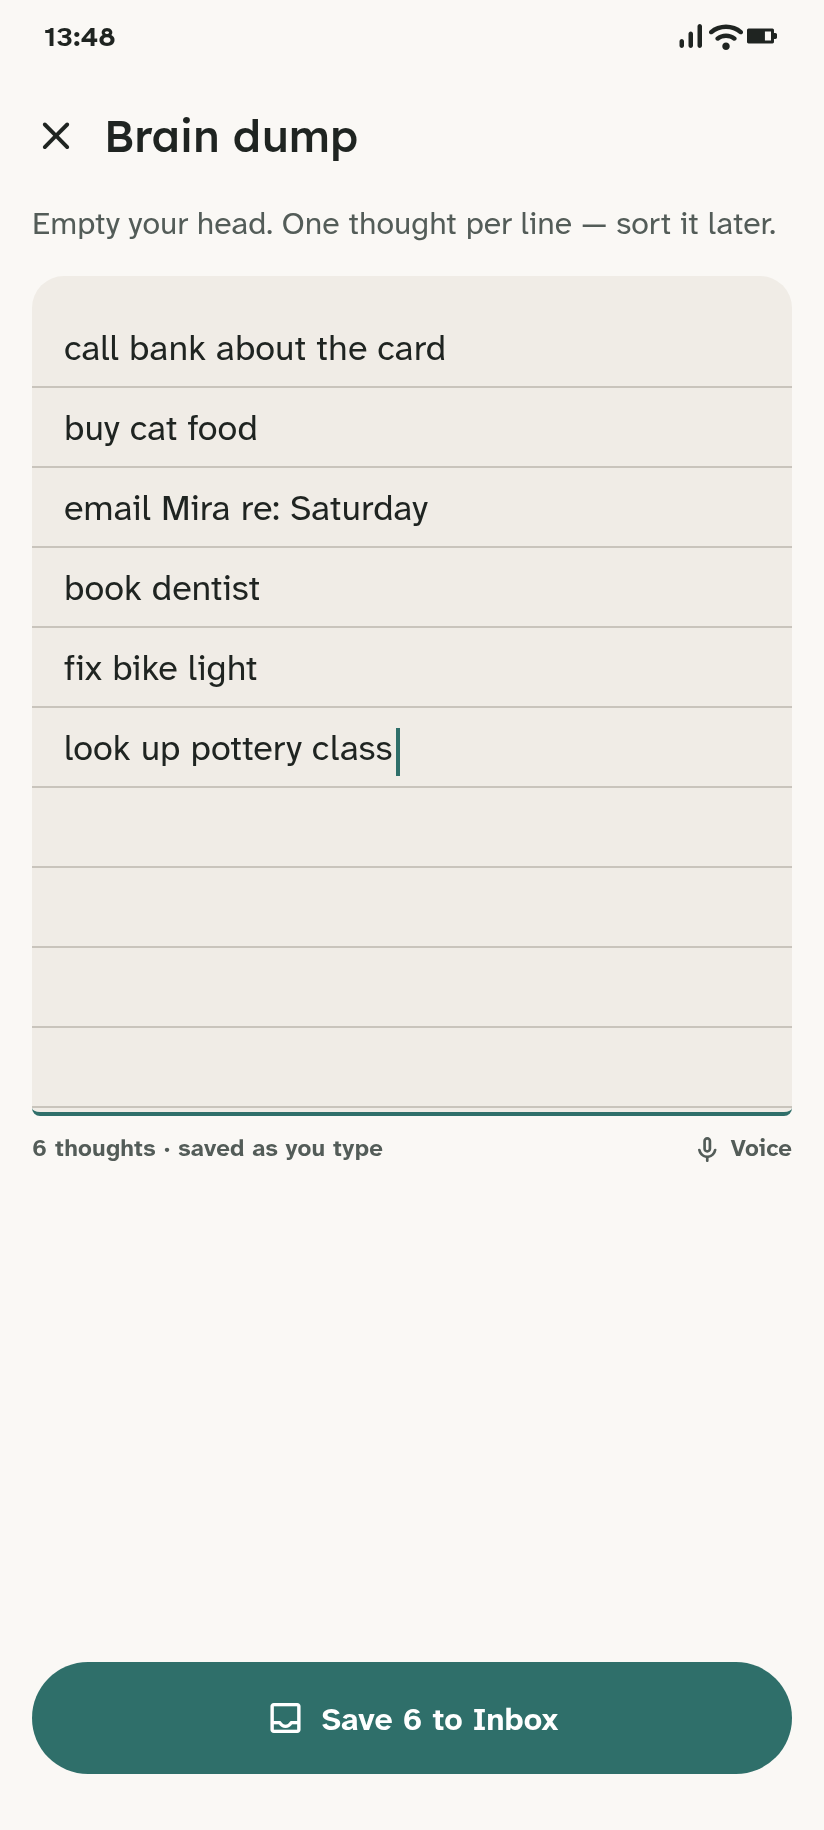 13:48
Brain dump
Empty your head. One thought per line — sort it later.
call bank about the card
buy cat food
email Mira re: Saturday
book dentist
fix bike light
look up pottery class
6 thoughts · saved as you type
Voice
Save 6 to Inbox